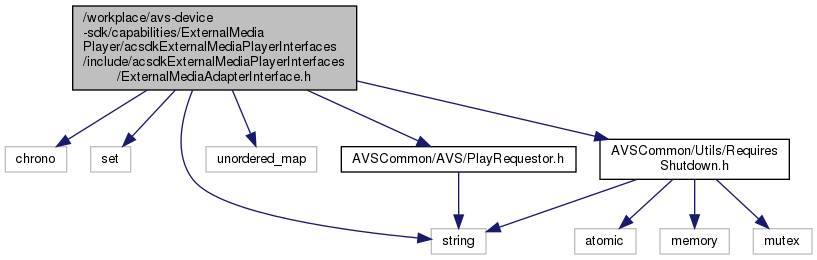 /workplace/avs-device
-sdk/capabilities/ExternalMedia
Player/acsdkExternalMediaPlayerInterfaces
/include/acsdkExternalMediaPlayerInterfaces
/ExternalMediaAdapterInterface.h
chrono
set
unordered_map
AVSCommon/AVS/PlayRequestor.h
AVSCommon/Utils/Requires
Shutdown.h
string
atomic
memory
mutex